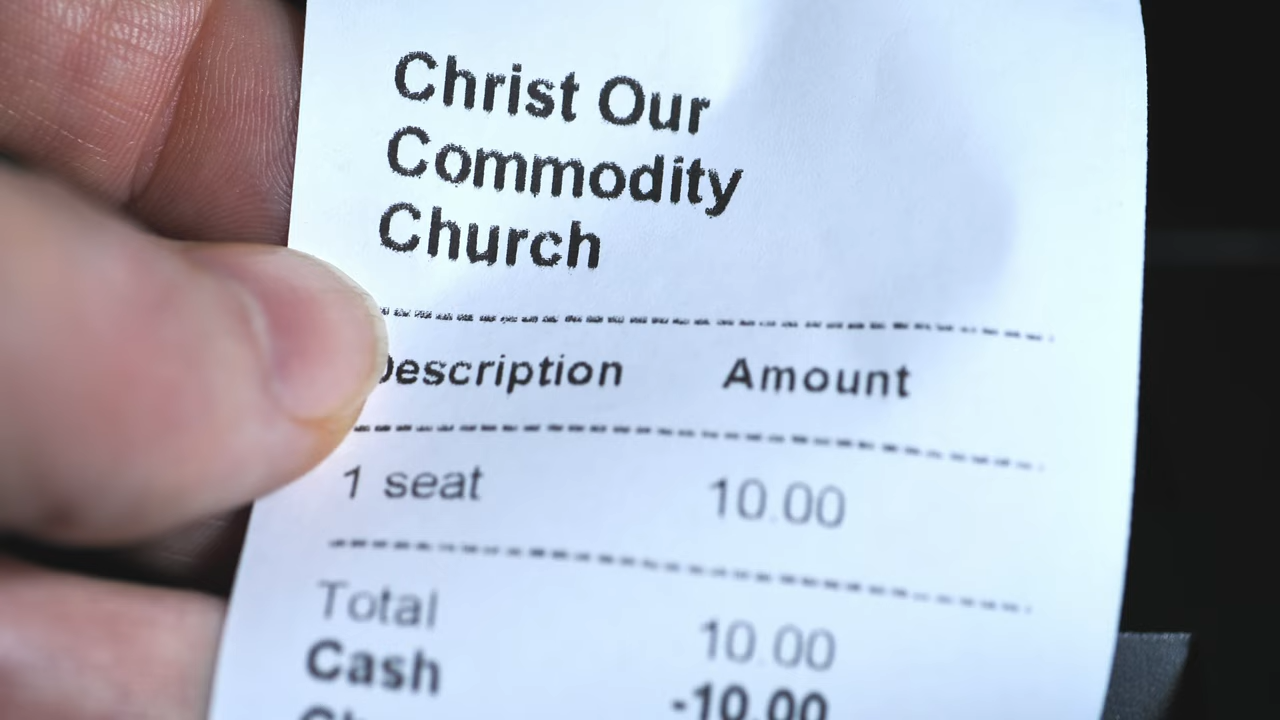 Christ Our
Commodity
Church
Description Amount
1 seat 10.00
Total 10.00
Cash -10.00